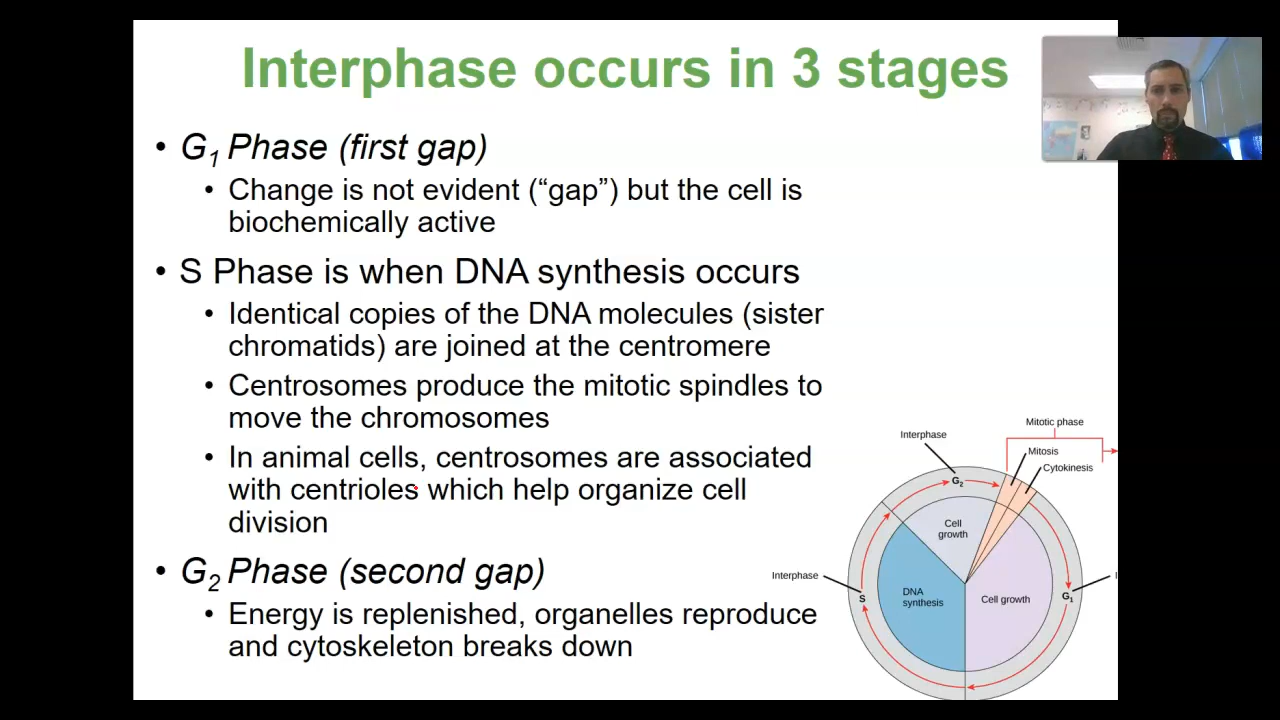 Interphase occurs in 3 stages
• G1 Phase (first gap)
• Change is not evident (“gap”) but the cell is
biochemically active
• S Phase is when DNA synthesis occurs
• Identical copies of the DNA molecules (sister
chromatids) are joined at the centromere
• Centrosomes produce the mitotic spindles to
move the chromosomes
• In animal cells, centrosomes are associated
with centrioles which help organize cell
division
• G2 Phase (second gap)
• Energy is replenished, organelles reproduce
and cytoskeleton breaks down
Mitotic phase
Interphase
Mitosis
Cytokinesis
G2
Cell
growth
Interphase
S
DNA
synthesis
Cell growth
G1
I